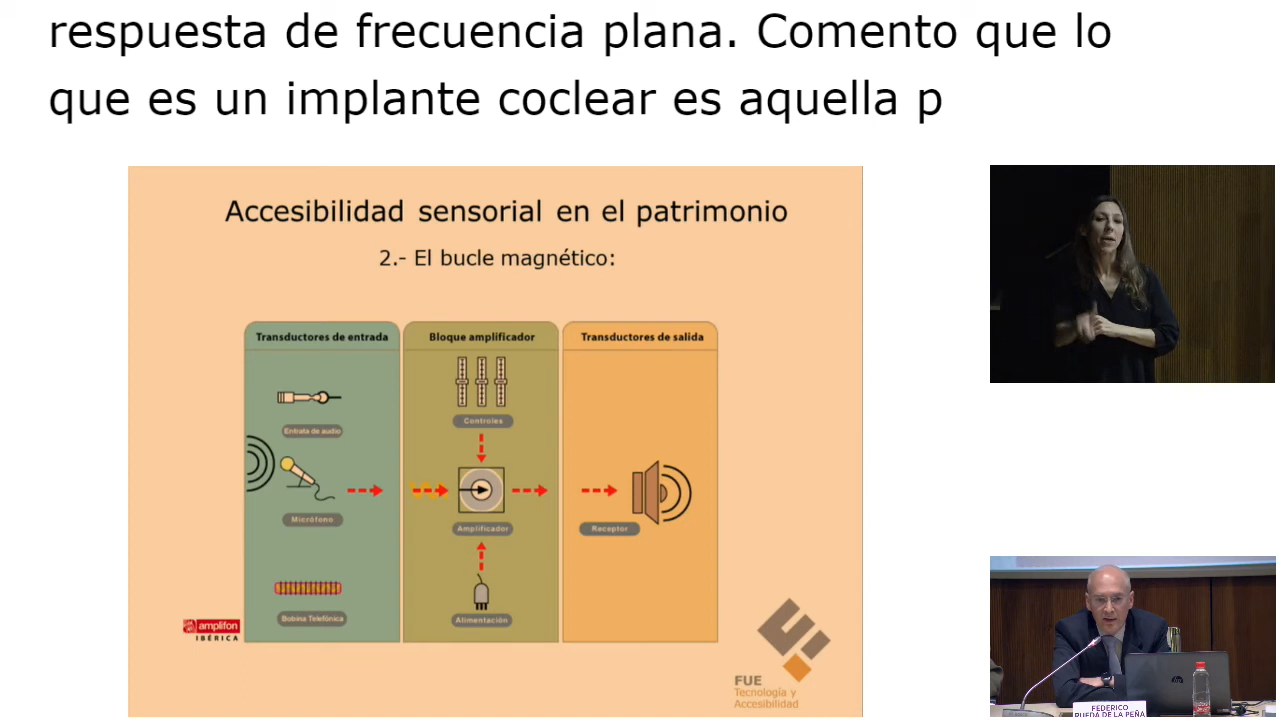 respuesta de frecuencia plana. Comento que lo
que es un implante coclear es aquella p
Accesibilidad sensorial en el patrimonio
2.- El bucle magnético:
Transductores de entrada
Bloque amplificador
Transductores de salida
Entrata de audio
Controles
Micrófono
Amplificador
Receptor
Bobina Telefónica
Alimentación
amplifon
IBÉRICA
FUE
Tecnología y
Accesibilidad
FEDERICO
RUEDA DE LA PEÑA